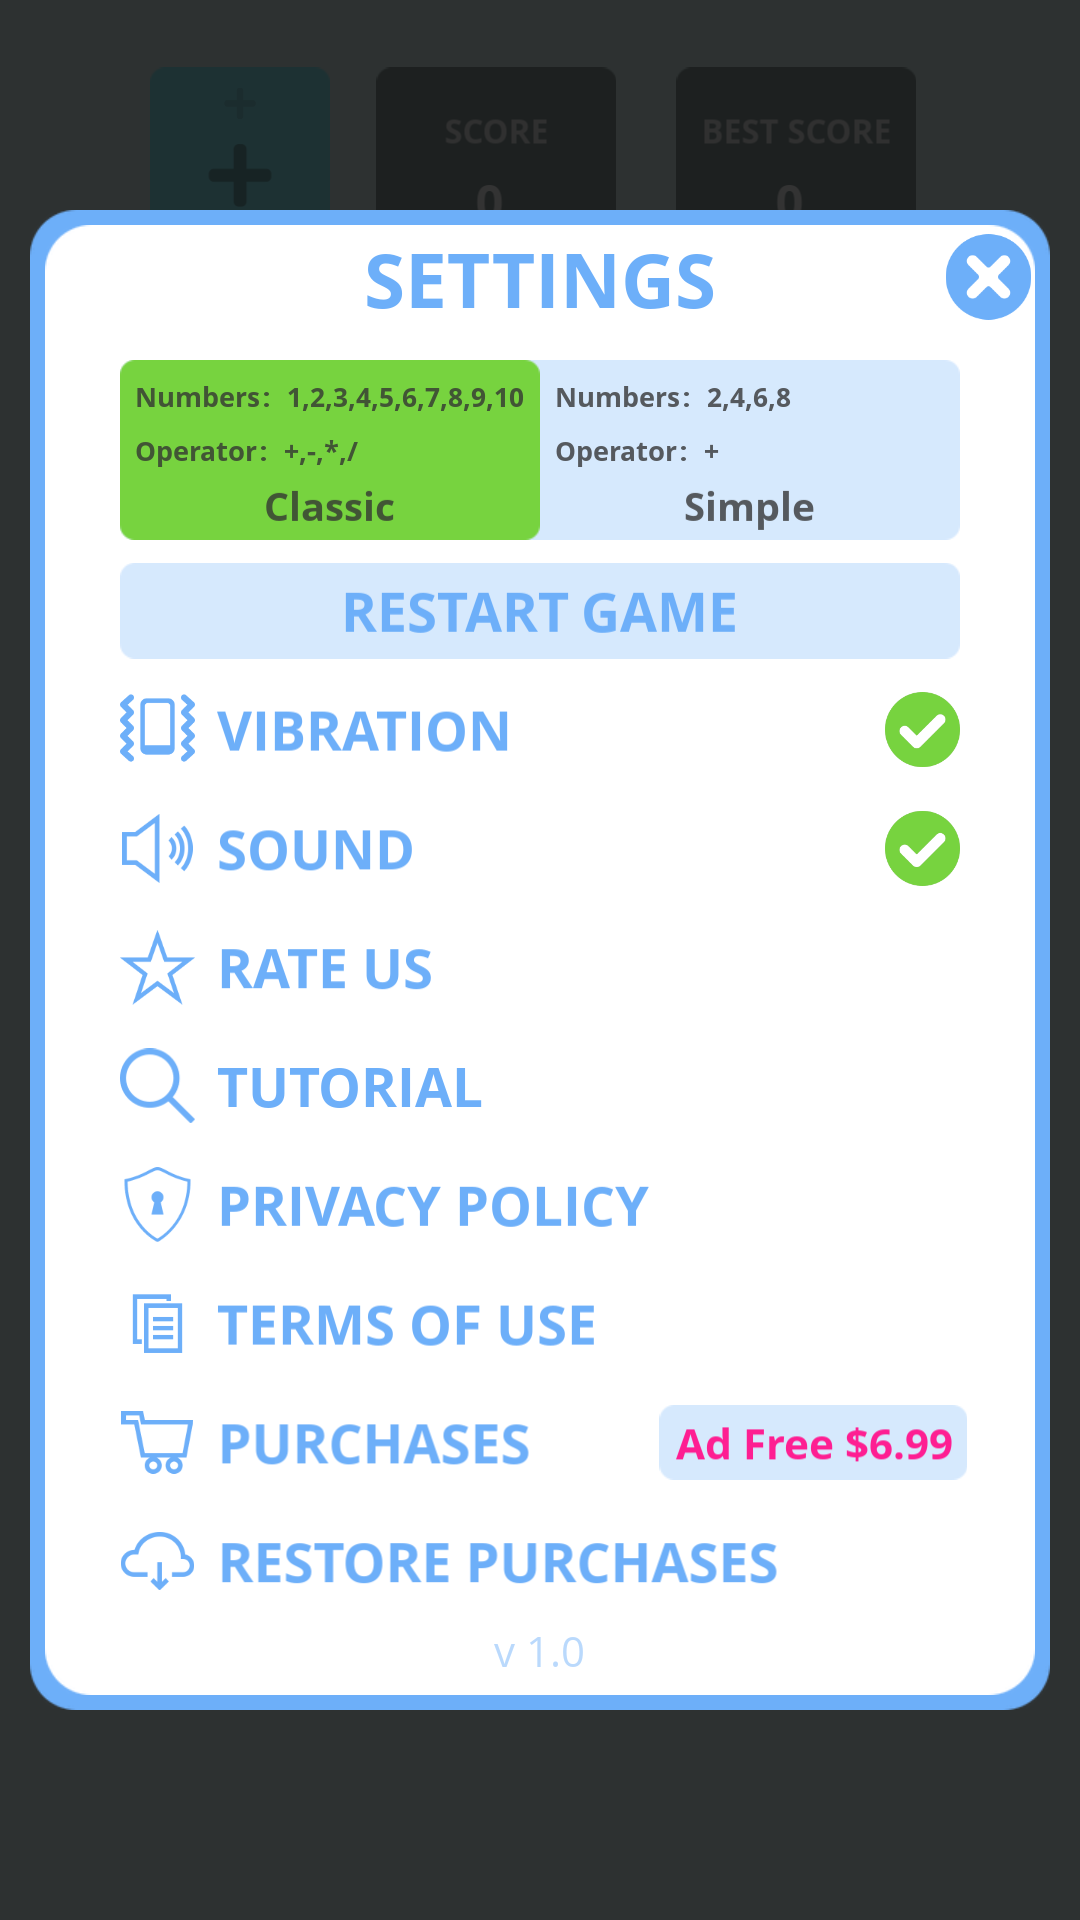 +
+
SCORE
BEST SCORE
0
0
SETTINGS
Numbers: 1,2,3,4,5,6,7,8,9,10
Operator: +,-,*,/
Classic
Numbers: 2,4,6,8
Operator: +
Simple
RESTART GAME
VIBRATION
SOUND
RATE US
TUTORIAL
PRIVACY POLICY
TERMS OF USE
PURCHASES
Ad Free $6.99
RESTORE PURCHASES
v 1.0